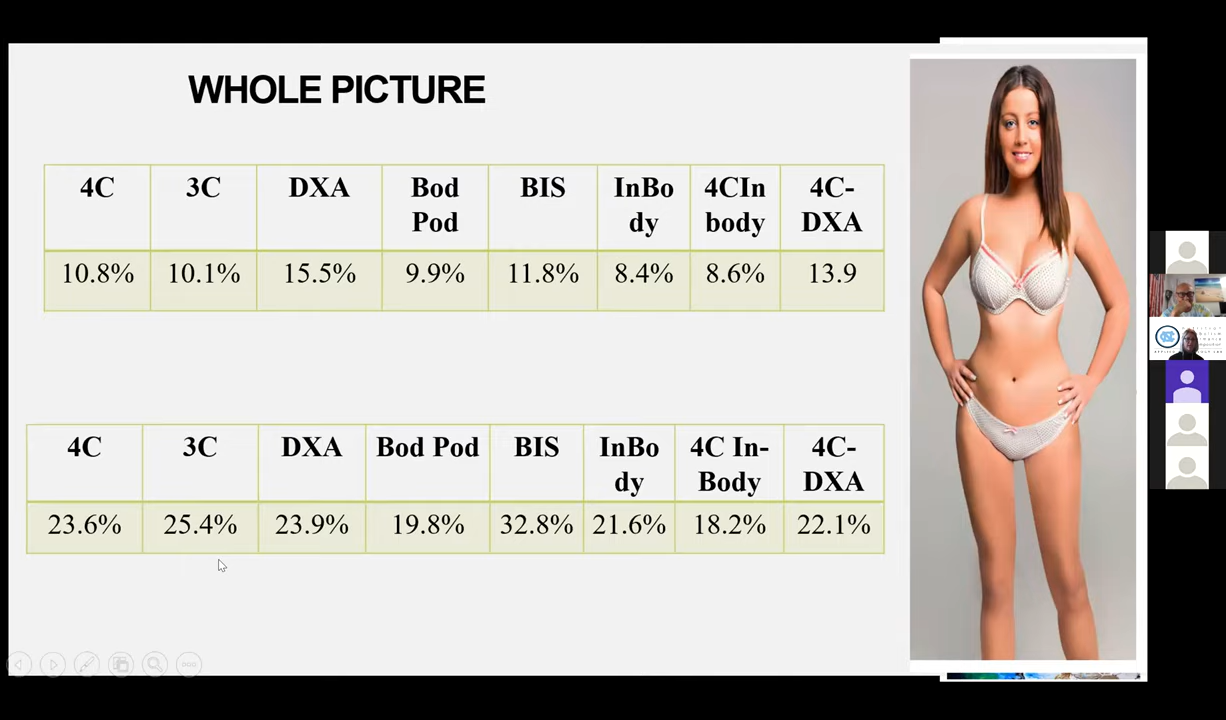 WHOLE PICTURE
4C 3C DXA Bod Pod BIS InBo dy 4CIn body 4C- DXA
10.8% 10.1% 15.5% 9.9% 11.8% 8.4% 8.6% 13.9
4C 3C DXA Bod Pod BIS InBo dy 4C In- Body 4C- DXA
23.6% 25.4% 23.9% 19.8% 32.8% 21.6% 18.2% 22.1%